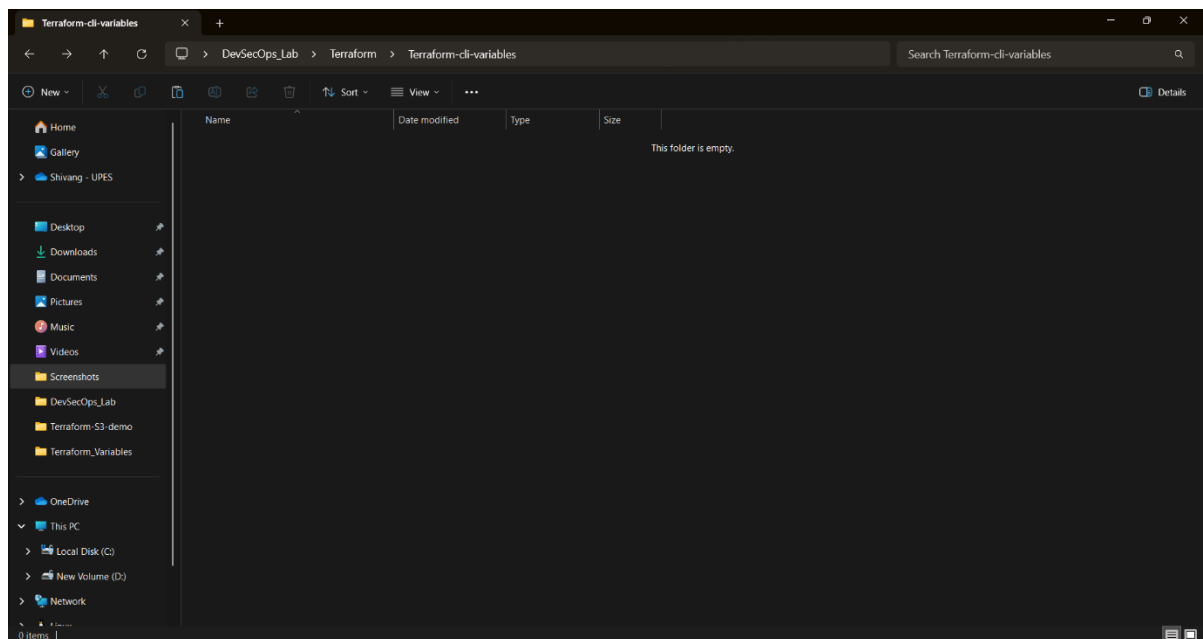 Terraform-cli-variables
DevSecOps_Lab > Terraform > Terraform-cli-variables
Search Terraform-cli-variables
New
Sort
View
Details
Name
Date modified
Type
Size
This folder is empty.
Home
Gallery
Shivang - UPES
Desktop
Downloads
Documents
Pictures
Music
Videos
Screenshots
DevSecOps_Lab
Terraform-S3-demo
Terraform_Variables
OneDrive
This PC
Local Disk (C:)
New Volume (D:)
Network
Linux
0 items